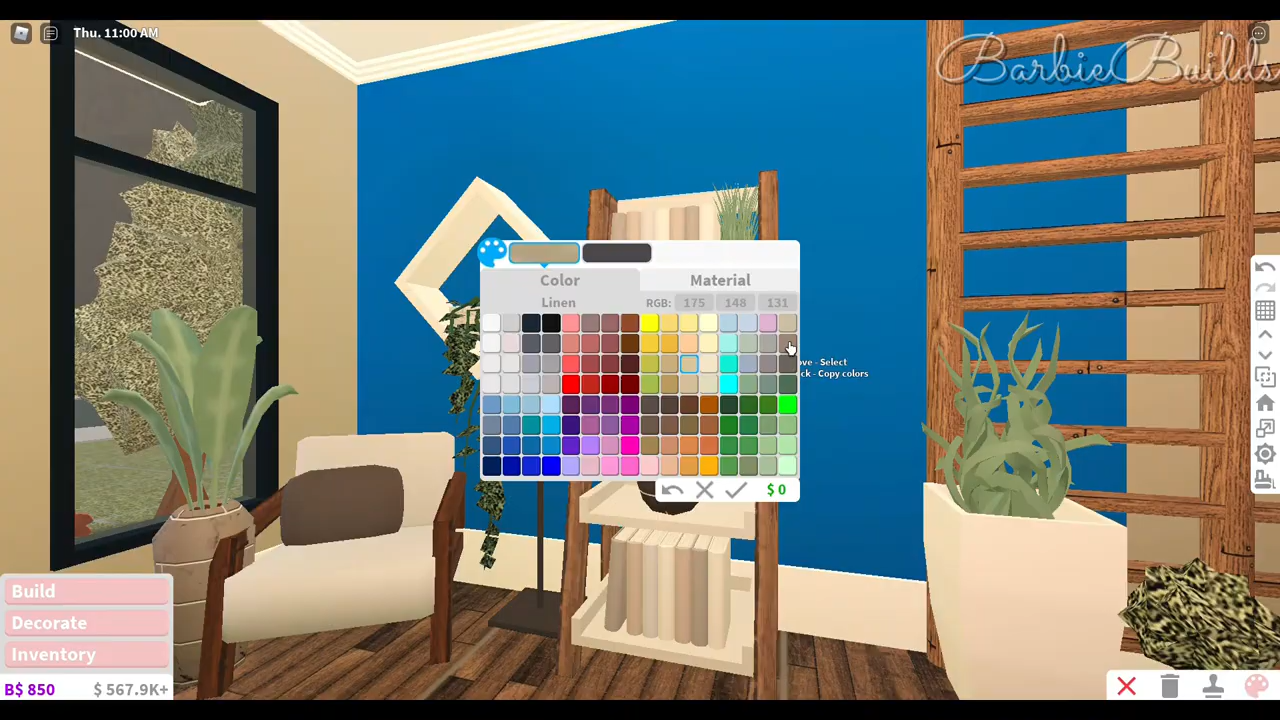 Thu. 11:00 AM
BarbieBuilds
Color
Material
Linen
RGB: 175 148 131
ove - Select
ck - Copy colors
$ 0
Build
Decorate
Inventory
B$ 850
$ 567.9K+